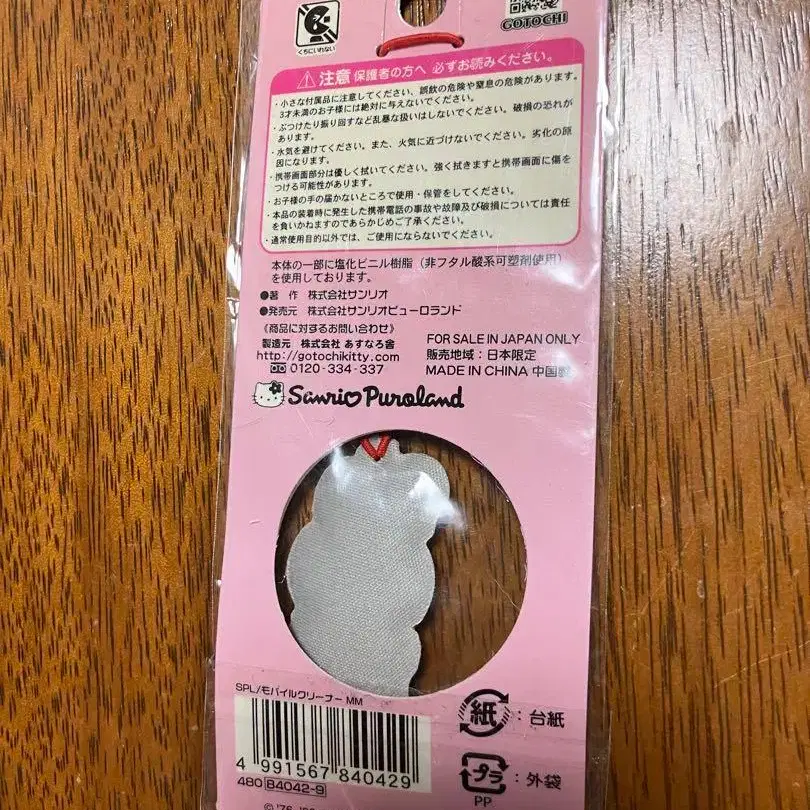 くちにいれない
GOTOCHI
注意 保護者の方へ 必ずお読みください。
・小さな付属品に注意してください、誤飲の危険や窒息の危険があります。
3才未満のお子様には絶対に与えないでください。
・ぶつけたり振り回すなど乱暴な扱いはしないでください。破損の恐れが
あります。
・水気を避けてください。また、火気に近づけないでください。劣化の原
因になります。
・携帯画面部分は優しく拭いてください。強く拭きますと携帯画面に傷を
つける可能性があります。
・お子様の手の届かないところで使用・保管をしてください。
・本品の装着時に発生した携帯電話の事故や故障及び破損については責任
を負いかねますのであらかじめご了承ください。
・通常使用目的以外では、ご使用にならないでください。
本体の一部に塩化ビニル樹脂（非フタル酸系可塑剤使用）
を使用しております。
●著 作 株式会社サンリオ
●発売元 株式会社サンリオピューロランド
《商品に対するお問い合わせ》
製造元 株式会社 あすなろ舎
http://gotochikitty.com
0120-334-337
FOR SALE IN JAPAN ONLY
販売地域：日本限定
MADE IN CHINA 中国製
Sanrio Puroland
SPL/モバイルクリーナー MM
4 991567 840429
480 B4042-9
紙：台紙
プラ：外袋
PP